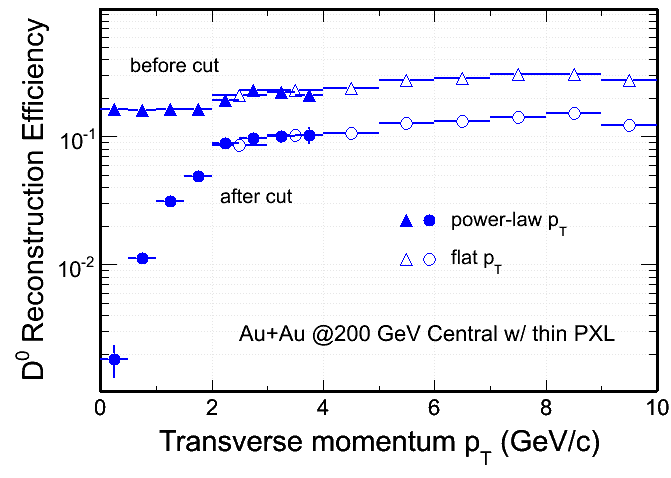 before cut
after cut
power-law p_T
flat p_T
Au+Au @200 GeV Central w/ thin PXL
D^0 Reconstruction Efficiency
10^-1
10^-2
0 2 4 6 8 10
Transverse momentum p_T (GeV/c)